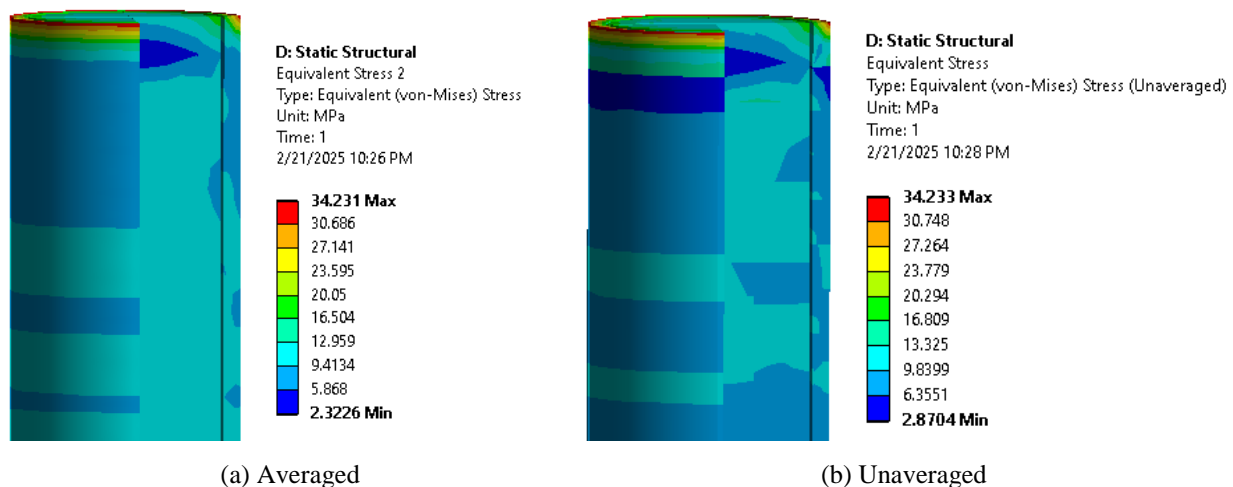 D: Static Structural
Equivalent Stress 2
Type: Equivalent (von-Mises) Stress
Unit: MPa
Time: 1
2/21/2025 10:26 PM
34.231 Max
30.686
27.141
23.595
20.05
16.504
12.959
9.4134
5.868
2.3226 Min
(a) Averaged
D: Static Structural
Equivalent Stress
Type: Equivalent (von-Mises) Stress (Unaveraged)
Unit: MPa
Time: 1
2/21/2025 10:28 PM
34.233 Max
30.748
27.264
23.779
20.294
16.809
13.325
9.8399
6.3551
2.8704 Min
(b) Unaveraged